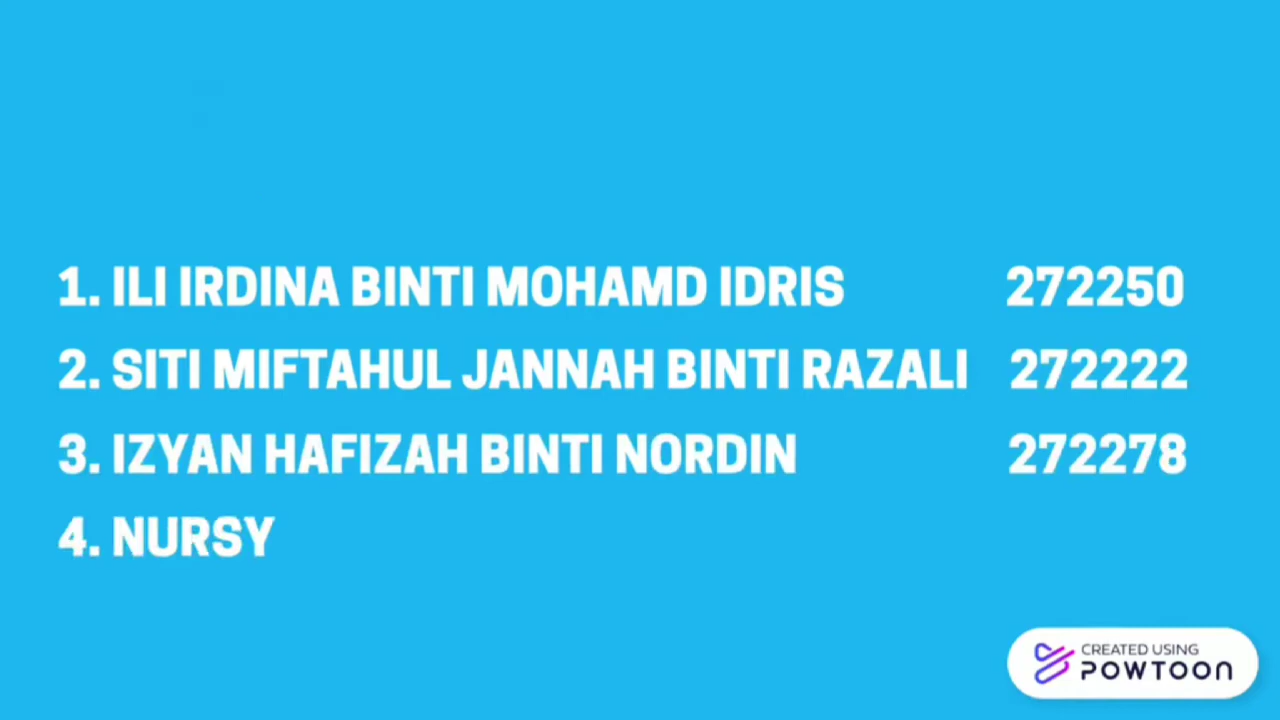 1. ILI IRDINA BINTI MOHAMD IDRIS 272250
2. SITI MIFTAHUL JANNAH BINTI RAZALI 272222
3. IZYAN HAFIZAH BINTI NORDIN 272278
4. NURSY
CREATED USING
POWTOON